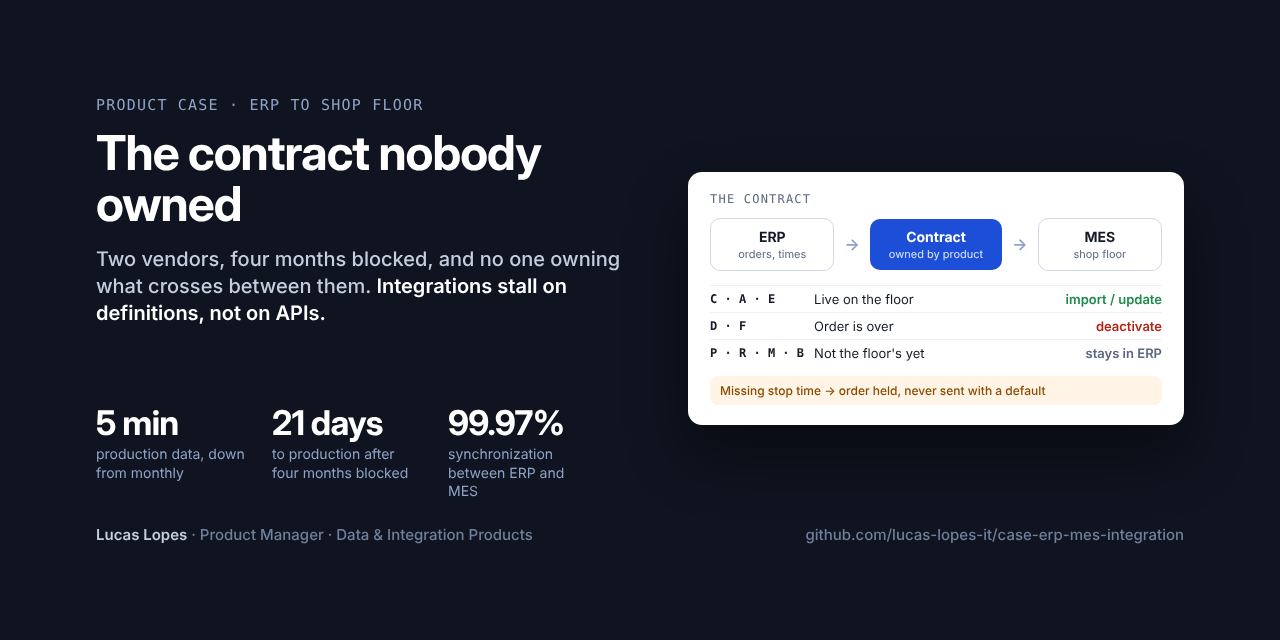 PRODUCT CASE · ERP TO SHOP FLOOR
The contract nobody
owned
Two vendors, four months blocked, and no one owning
what crosses between them. Integrations stall on
definitions, not on APIs.
5 min
production data, down
from monthly
21 days
to production after
four months blocked
99.97%
synchronization
between ERP and
MES
THE CONTRACT
ERP
orders, times
→
Contract
owned by product
→
MES
shop floor
C · A · E Live on the floor import / update
D · F Order is over deactivate
P · R · M · B Not the floor's yet stays in ERP
Missing stop time → order held, never sent with a default
Lucas Lopes · Product Manager · Data & Integration Products
github.com/lucas-lopes-it/case-erp-mes-integration